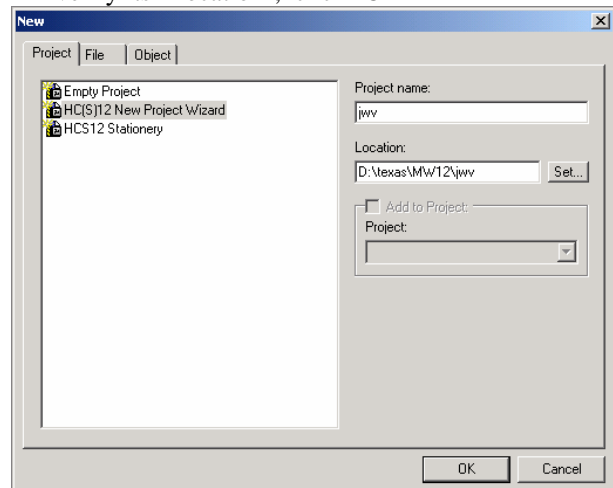 New
Project File Object
Empty Project
HC(S)12 New Project Wizard
HCS12 Stationery
Project name:
jwv
Location:
D:\texas\MW12\jwv
Set...
Add to Project:
Project:
OK Cancel